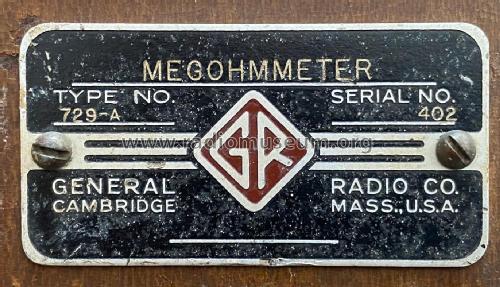 MEGOHMMETER
TYPE NO. SERIAL NO.
729-A 402
www.radiomuseum.org
GR
GENERAL RADIO CO.
CAMBRIDGE MASS., U.S.A.